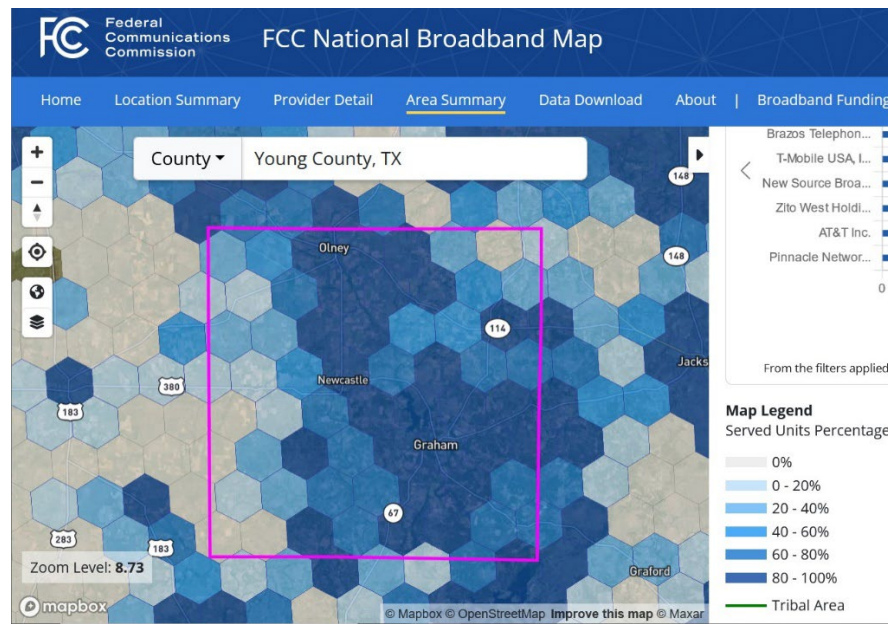 FCC
Federal
Communications
Commission
FCC National Broadband Map
Home Location Summary Provider Detail Area Summary Data Download About | Broadband Funding
County Young County, TX
148
Olney
148
114
Newcastle
Jacks
380
183
Graham
67
283
183
Graford
Zoom Level: 8.73
mapbox
© Mapbox © OpenStreetMap Improve this map © Maxar
Brazos Telephon...
T-Mobile USA, I...
New Source Broa...
Zito West Holdi...
AT&T Inc.
Pinnacle Networ...
0
From the filters applied
Map Legend
Served Units Percentage
0%
0 - 20%
20 - 40%
40 - 60%
60 - 80%
80 - 100%
Tribal Area